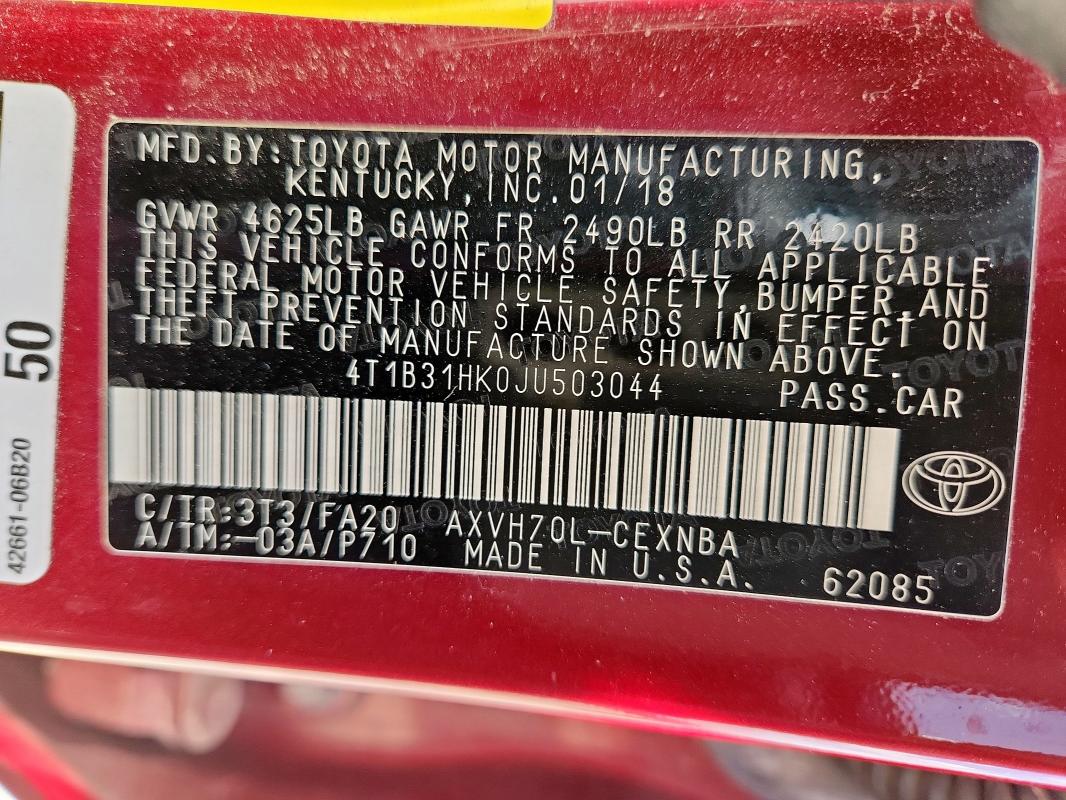 MFD.BY:TOYOTA MOTOR MANUFACTURING,
KENTUCKY, INC.01/18
GVWR 4625LB GAWR FR 2490LB RR 2420LB
THIS VEHICLE CONFORMS TO ALL APPLICABLE
FEDERAL MOTOR VEHICLE SAFETY,BUMPER,AND
THEFT PREVENTION STANDARDS IN EFFECT ON
THE DATE OF MANUFACTURE SHOWN ABOVE.
4T1B31HK0JU503044 PASS.CAR
C/TR:3T3/FA20 AXVH70L-CEXNBA
A/TM:-03A/P710 MADE IN U.S.A. 62085
50
42661-06B20